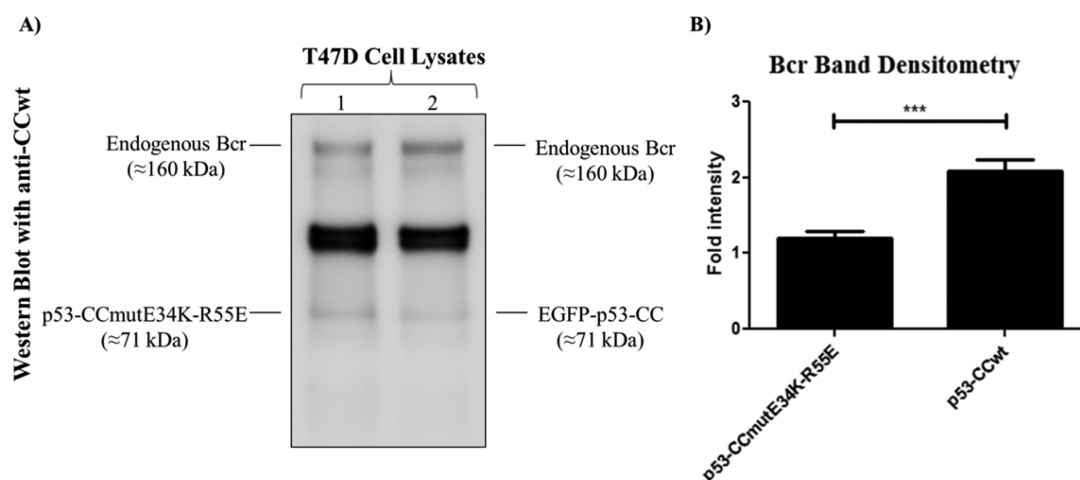 A)
T47D Cell Lysates
1 2
Western Blot with anti-CCwt
Endogenous Bcr
(≈160 kDa)
p53-CCmutE34K-R55E
(≈71 kDa)
Endogenous Bcr
(≈160 kDa)
EGFP-p53-CC
(≈71 kDa)
B)
Bcr Band Densitometry
***
Fold intensity
3
2
1
0
p53-CCmutE34K-R55E
p53-CCwt